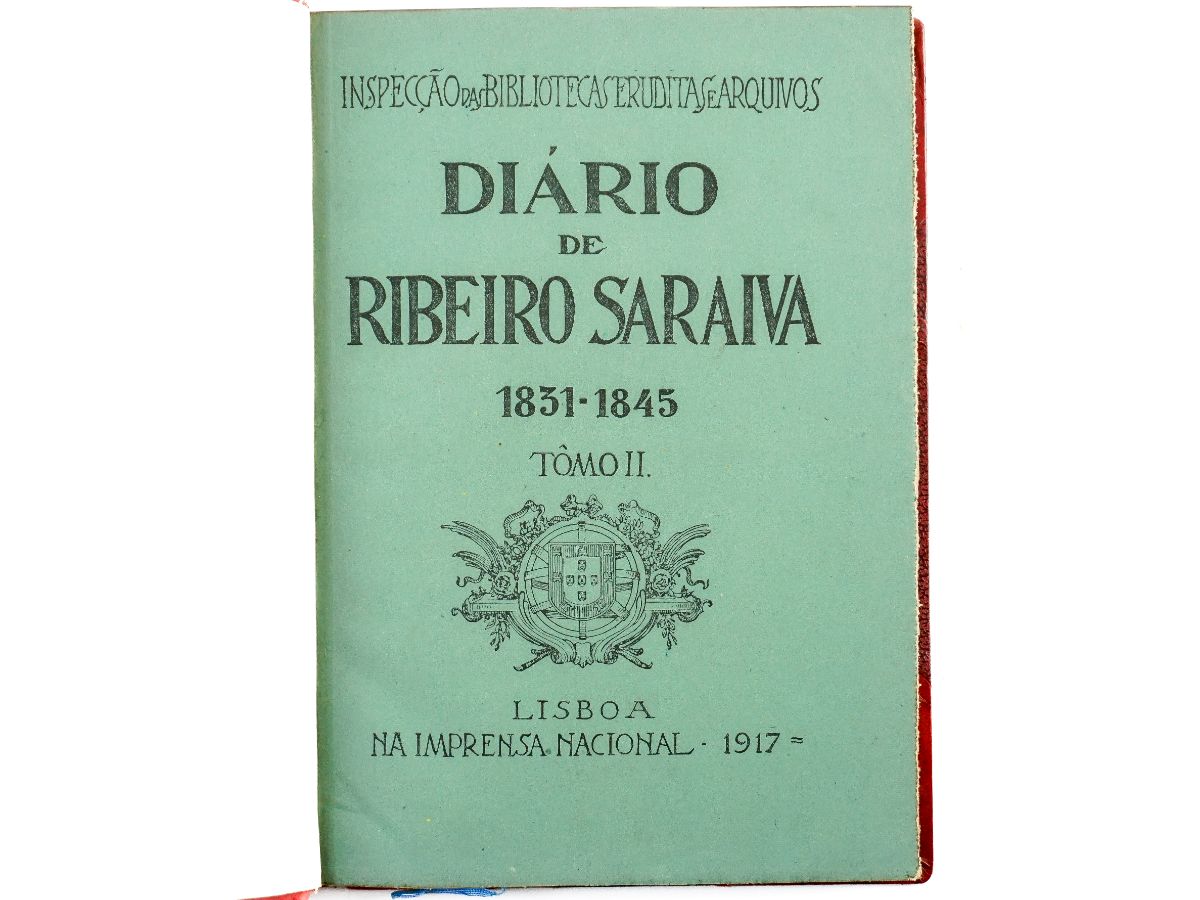 INSPECÇÃO DAS BIBLIOTECAS ERUDITAS E ARQUIVOS
DIÁRIO
DE
RIBEIRO SARAIVA
1831-1845
TÔMO II.
LISBOA
NA IMPRENSA NACIONAL - 1917 =